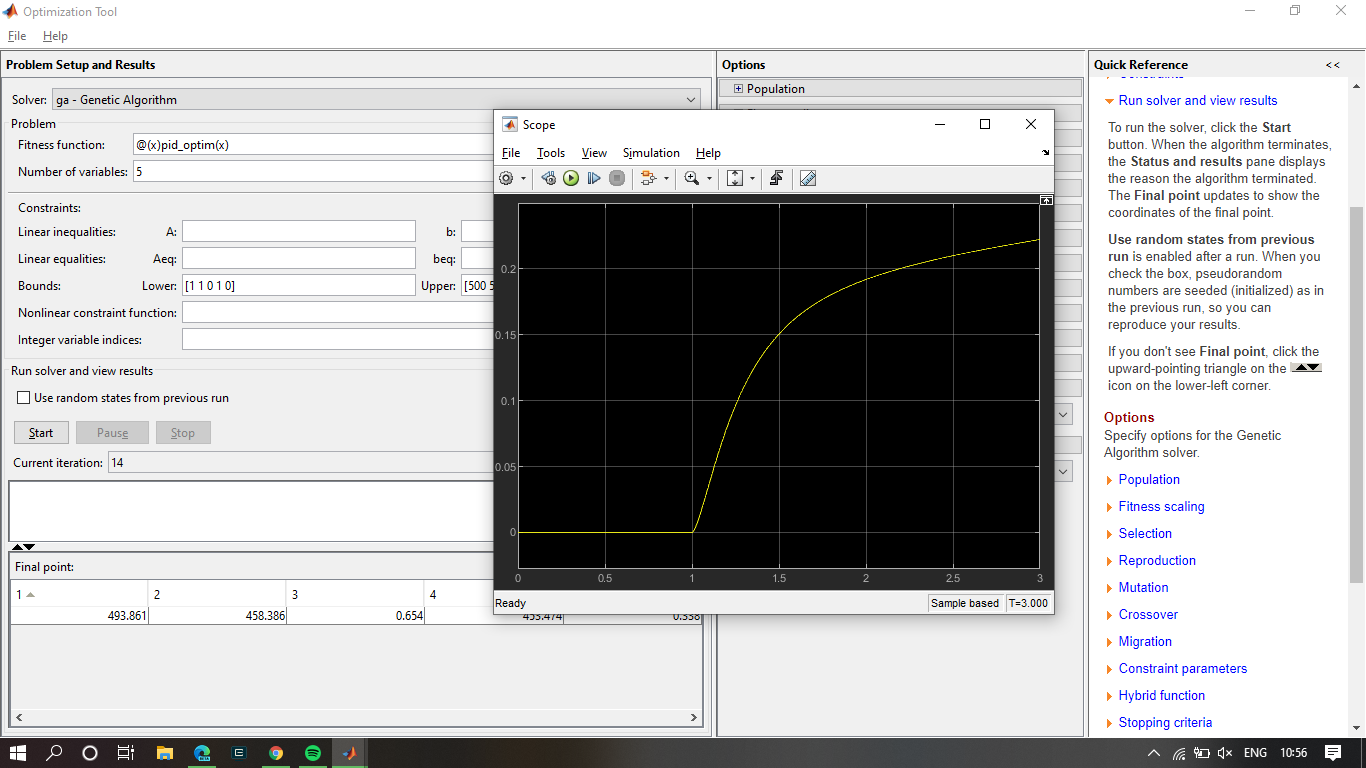 Optimization Tool
File Help
Problem Setup and Results
Solver: ga - Genetic Algorithm
Problem
Fitness function: @(x)pid_optim(x)
Number of variables: 5
Constraints:
Linear inequalities: A: b:
Linear equalities: Aeq: beq:
Bounds: Lower: [1 1 0 1 0] Upper: [500 5
Nonlinear constraint function:
Integer variable indices:
Run solver and view results
Use random states from previous run
Start Pause Stop
Current iteration: 14
Final point:
1 2 3 4
493.861 458.386 0.654 453.474 0.338
Options
Population
Scope
File Tools View Simulation Help
0.2
0.15
0.1
0.05
0
0 0.5 1 1.5 2 2.5 3
Ready Sample based T=3.000
Quick Reference <<
Constraints
Run solver and view results
To run the solver, click the Start
button. When the algorithm terminates,
the Status and results pane displays
the reason the algorithm terminated.
The Final point updates to show the
coordinates of the final point.
Use random states from previous
run is enabled after a run. When you
check the box, pseudorandom
numbers are seeded (initialized) as in
the previous run, so you can
reproduce your results.
If you don't see Final point, click the
upward-pointing triangle on the
icon on the lower-left corner.
Options
Specify options for the Genetic
Algorithm solver.
Population
Fitness scaling
Selection
Reproduction
Mutation
Crossover
Migration
Constraint parameters
Hybrid function
Stopping criteria
ENG 10:56